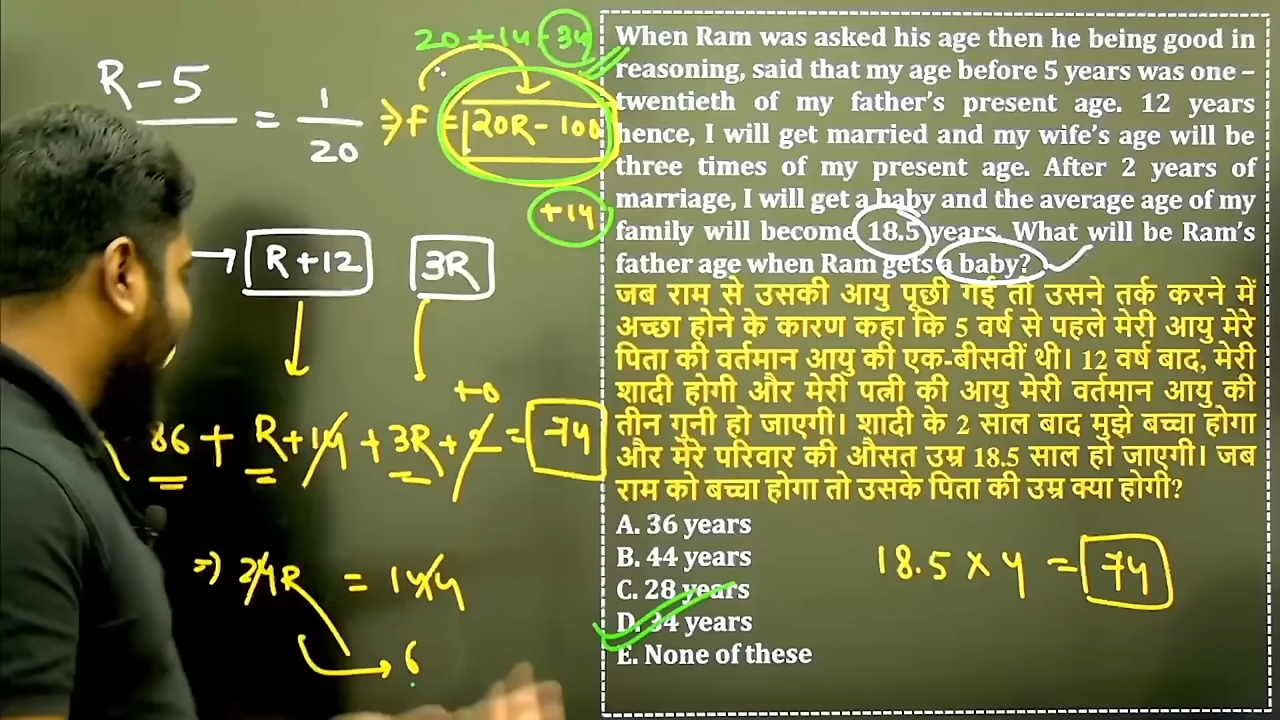 20 + 14 = 34
R - 5
= 1/20 ⇒ F = 20R - 100
+14
→ R+12
3R
+0
86 + R + 14 + 3R + 2 = 74
⇒ 24R = 144
6
When Ram was asked his age then he being good in
reasoning, said that my age before 5 years was one –
twentieth of my father's present age. 12 years
hence, I will get married and my wife's age will be
three times of my present age. After 2 years of
marriage, I will get a baby and the average age of my
family will become 18.5 years. What will be Ram's
father age when Ram gets a baby?
जब राम से उसकी आयु पूछी गई तो उसने तर्क करने में
अच्छा होने के कारण कहा कि 5 वर्ष से पहले मेरी आयु मेरे
पिता की वर्तमान आयु की एक-बीसवीं थी। 12 वर्ष बाद, मेरी
शादी होगी और मेरी पत्नी की आयु मेरी वर्तमान आयु की
तीन गुनी हो जाएगी। शादी के 2 साल बाद मुझे बच्चा होगा
और मेरे परिवार की औसत उम्र 18.5 साल हो जाएगी। जब
राम को बच्चा होगा तो उसके पिता की उम्र क्या होगी?
A. 36 years
B. 44 years
C. 28 years
D. 34 years
E. None of these
18.5 × 4 = 74